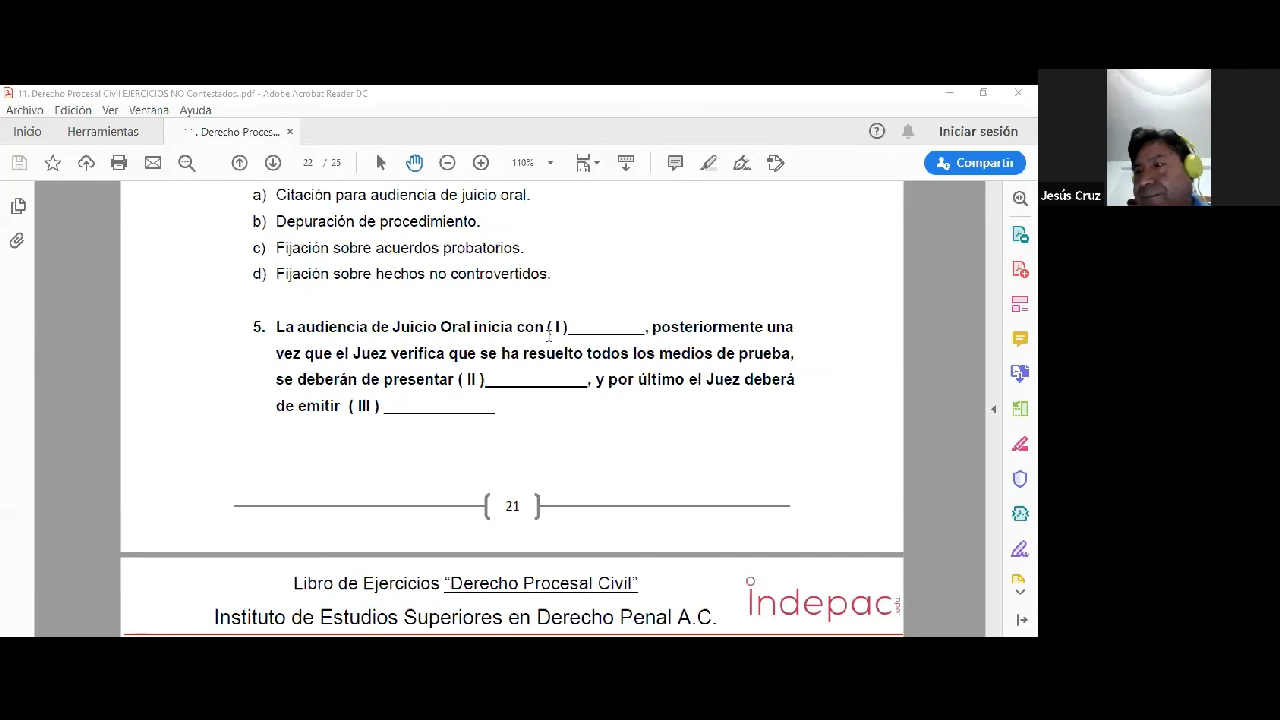 11. Derecho Procesal Civil EJERCICIOS NO Contestados..pdf - Adobe Acrobat Reader DC
Archivo Edición Ver Ventana Ayuda
Inicio Herramientas 11. Derecho Proces... × Iniciar sesión
22 / 25 110% Compartir
Jesús Cruz
a) Citación para audiencia de juicio oral.
b) Depuración de procedimiento.
c) Fijación sobre acuerdos probatorios.
d) Fijación sobre hechos no controvertidos.
5. La audiencia de Juicio Oral inicia con ( I )_________, posteriormente una
vez que el Juez verifica que se ha resuelto todos los medios de prueba,
se deberán de presentar ( II )____________, y por último el Juez deberá
de emitir ( III ) _____________
21
Libro de Ejercicios “Derecho Procesal Civil”
Instituto de Estudios Superiores en Derecho Penal A.C.
indepac